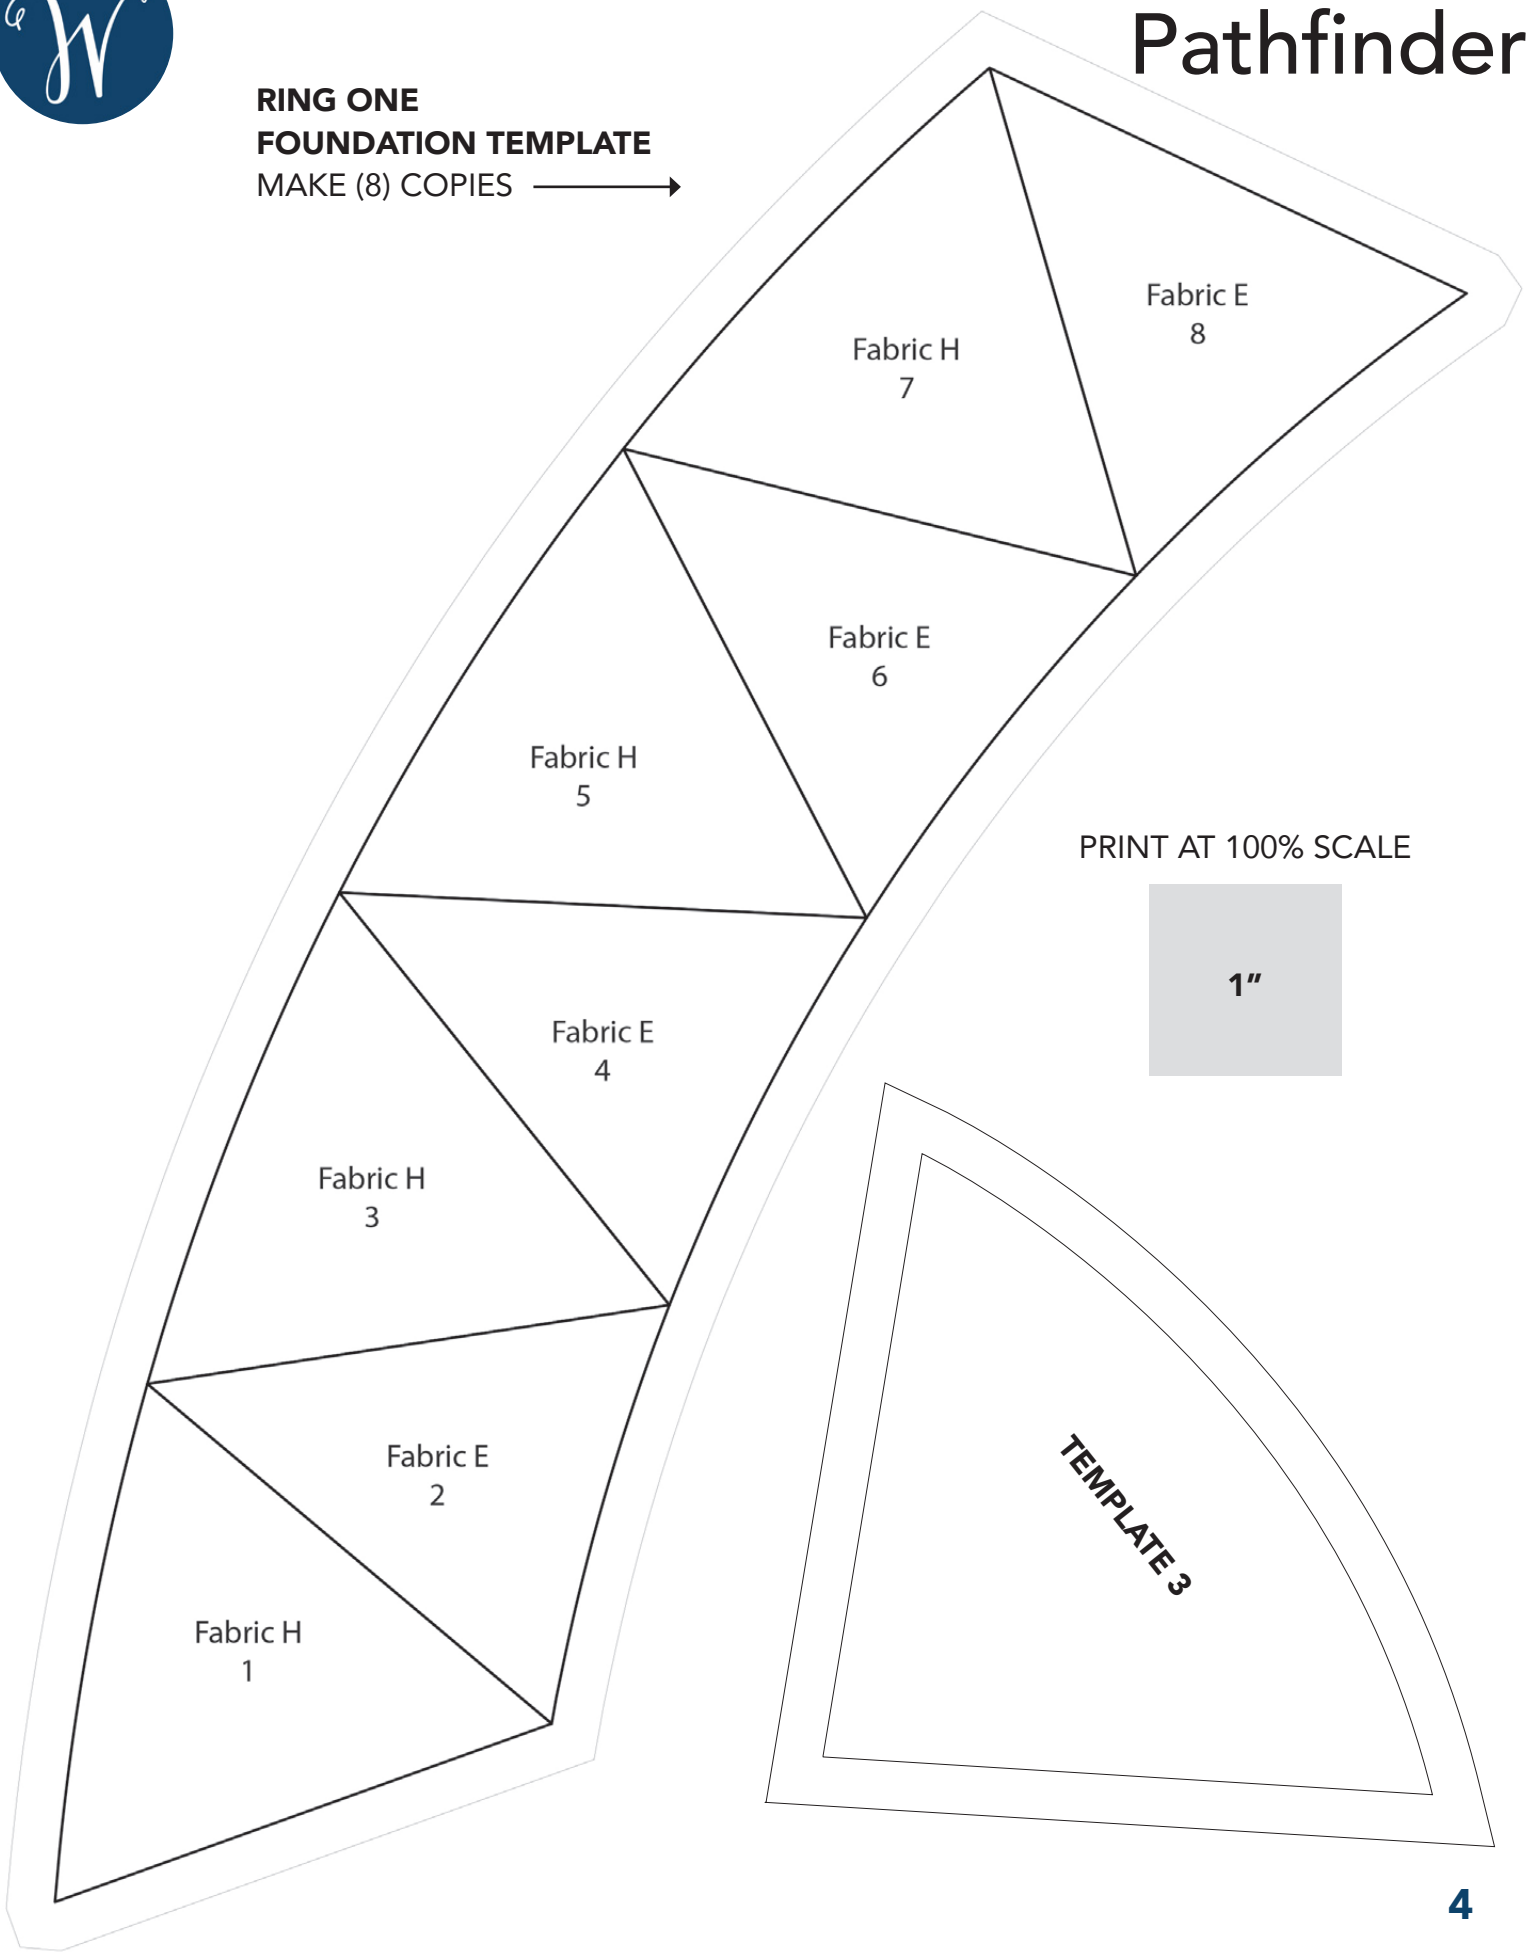 W
Pathfinder
RING ONE
FOUNDATION TEMPLATE
MAKE (8) COPIES
Fabric E
8
Fabric H
7
Fabric E
6
Fabric H
5
PRINT AT 100% SCALE
1”
Fabric E
4
Fabric H
3
TEMPLATE 3
Fabric E
2
Fabric H
1
4